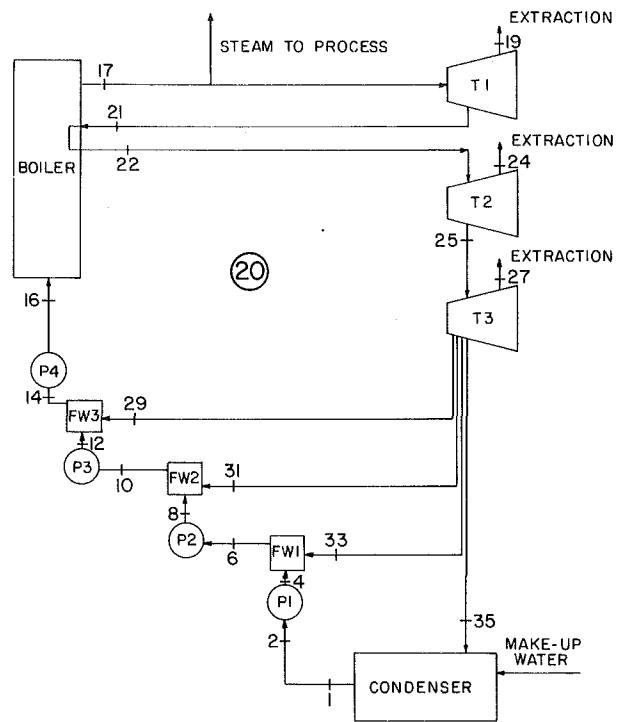 EXTRACTION
19
STEAM TO PROCESS
17
T1
21
EXTRACTION
BOILER
22
24
T2
25
EXTRACTION
20
27
16
T3
P4
14
29
FW3
12
P3
10
31
FW2
8
P2
6
33
FW1
4
P1
2
35
MAKE-UP
WATER
CONDENSER
1